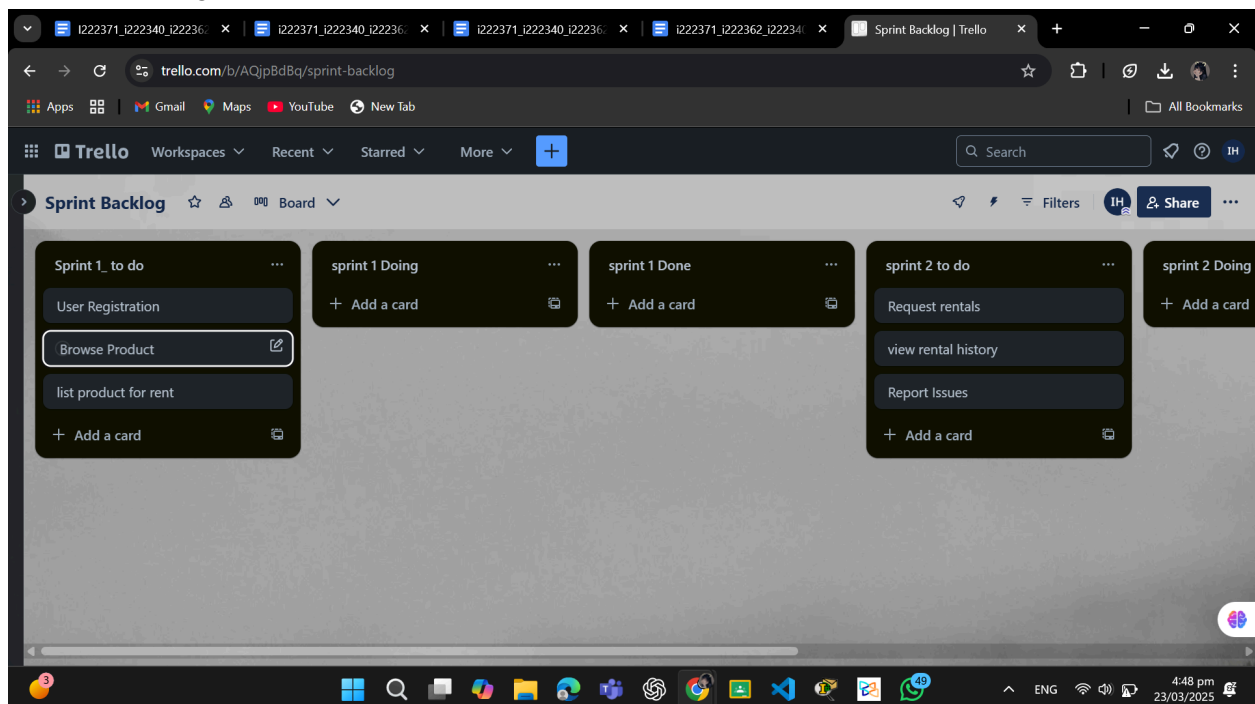 I222371_i222340_i22236
i222371_i222340_i22236
i222371_i222340_i22236
i222371_i222362_i22234
Sprint Backlog | Trello
trello.com/b/AQjpBdBq/sprint-backlog
Apps Gmail Maps YouTube New Tab All Bookmarks
Trello Workspaces Recent Starred More Search IH
Sprint Backlog Board Filters IH Share
Sprint 1_ to do
User Registration
Browse Product
list product for rent
+ Add a card
sprint 1 Doing
+ Add a card
sprint 1 Done
+ Add a card
sprint 2 to do
Request rentals
view rental history
Report Issues
+ Add a card
sprint 2 Doing
+ Add a card
3
49
ENG
4:48 pm
23/03/2025